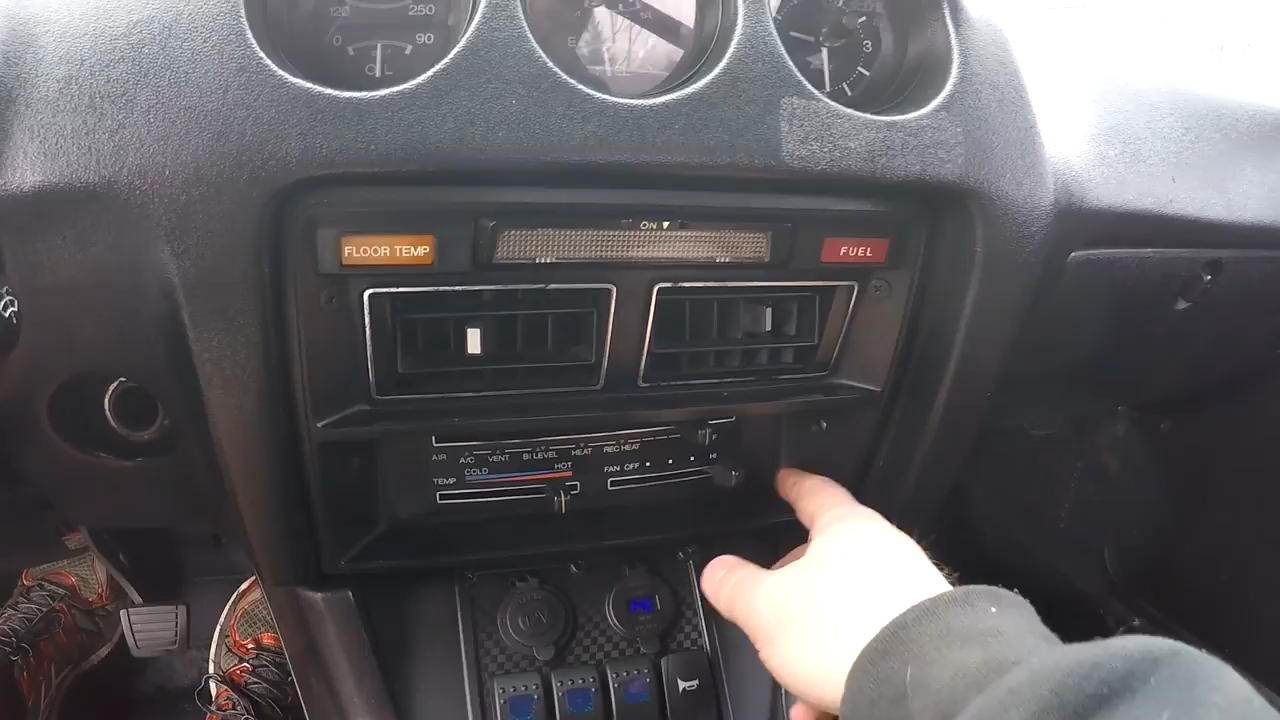 120 250
0 90
OIL
E F
3
FLOOR TEMP
ON ▼
FUEL
AIR A/C VENT BI LEVEL HEAT REC HEAT
TEMP COLD HOT
FAN OFF HI